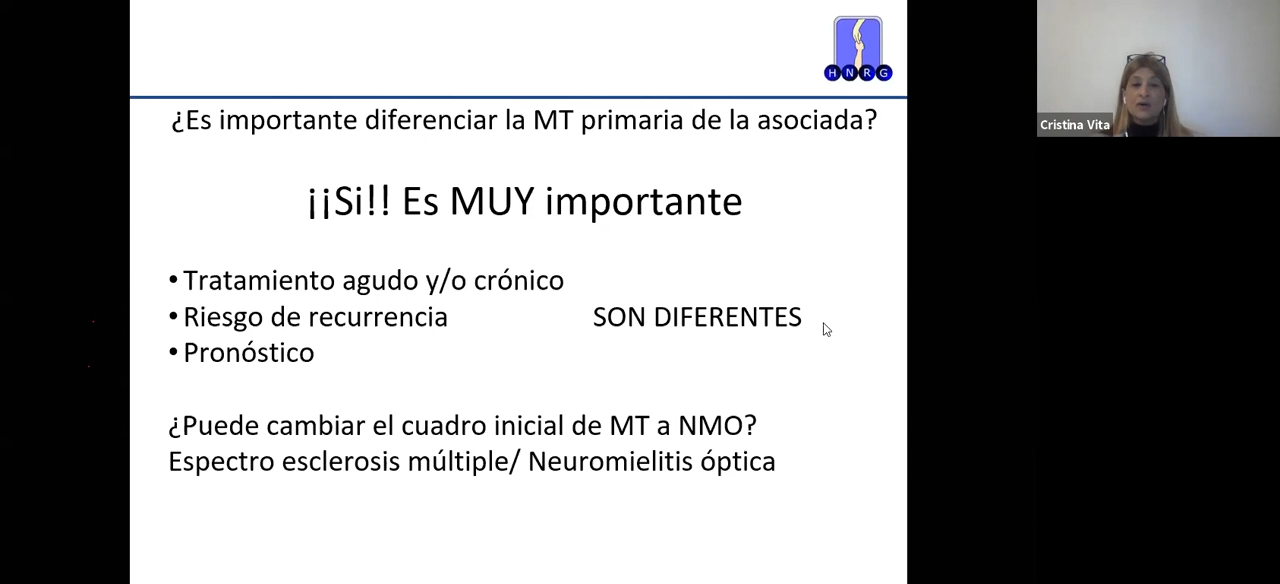 H N R G
¿Es importante diferenciar la MT primaria de la asociada?
¡¡Si!! Es MUY importante
• Tratamiento agudo y/o crónico
• Riesgo de recurrencia SON DIFERENTES
• Pronóstico
¿Puede cambiar el cuadro inicial de MT a NMO?
Espectro esclerosis múltiple/ Neuromielitis óptica
Cristina Vita